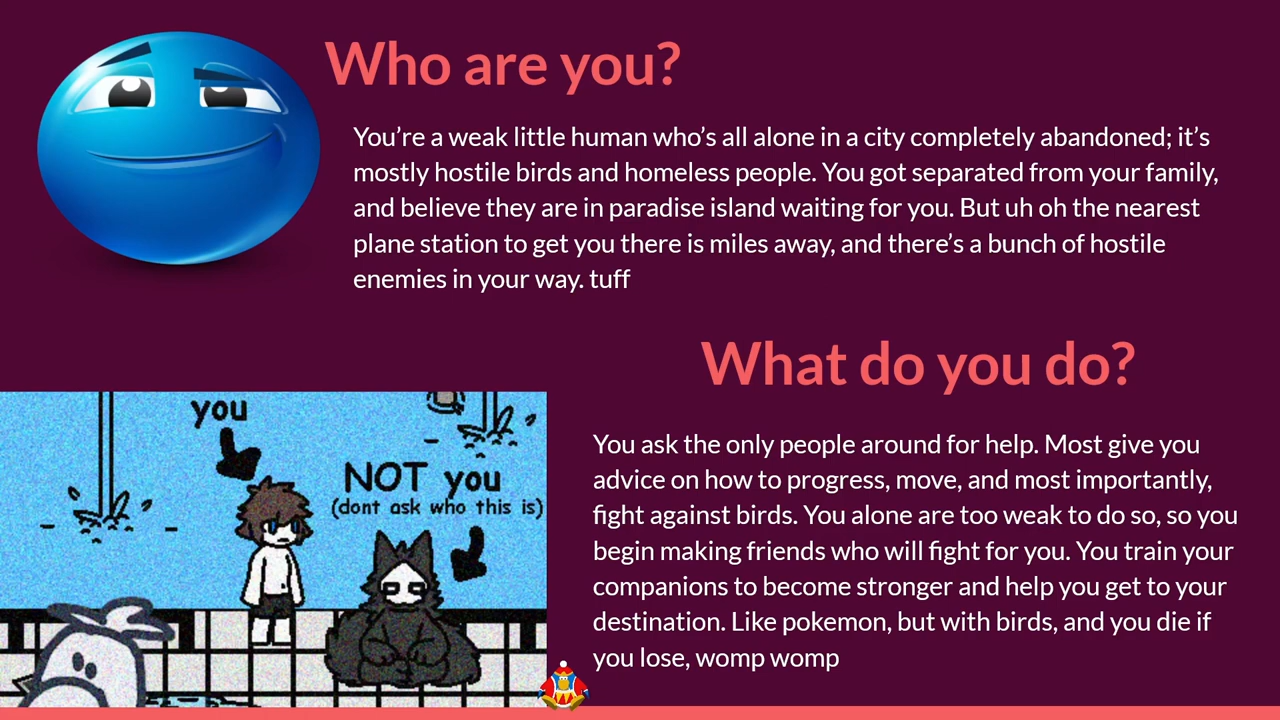 Who are you?
You’re a weak little human who’s all alone in a city completely abandoned; it’s
mostly hostile birds and homeless people. You got separated from your family,
and believe they are in paradise island waiting for you. But uh oh the nearest
plane station to get you there is miles away, and there’s a bunch of hostile
enemies in your way. tuff
What do you do?
you
NOT you
(dont ask who this is)
You ask the only people around for help. Most give you
advice on how to progress, move, and most importantly,
fight against birds. You alone are too weak to do so, so you
begin making friends who will fight for you. You train your
companions to become stronger and help you get to your
destination. Like pokemon, but with birds, and you die if
you lose, womp womp